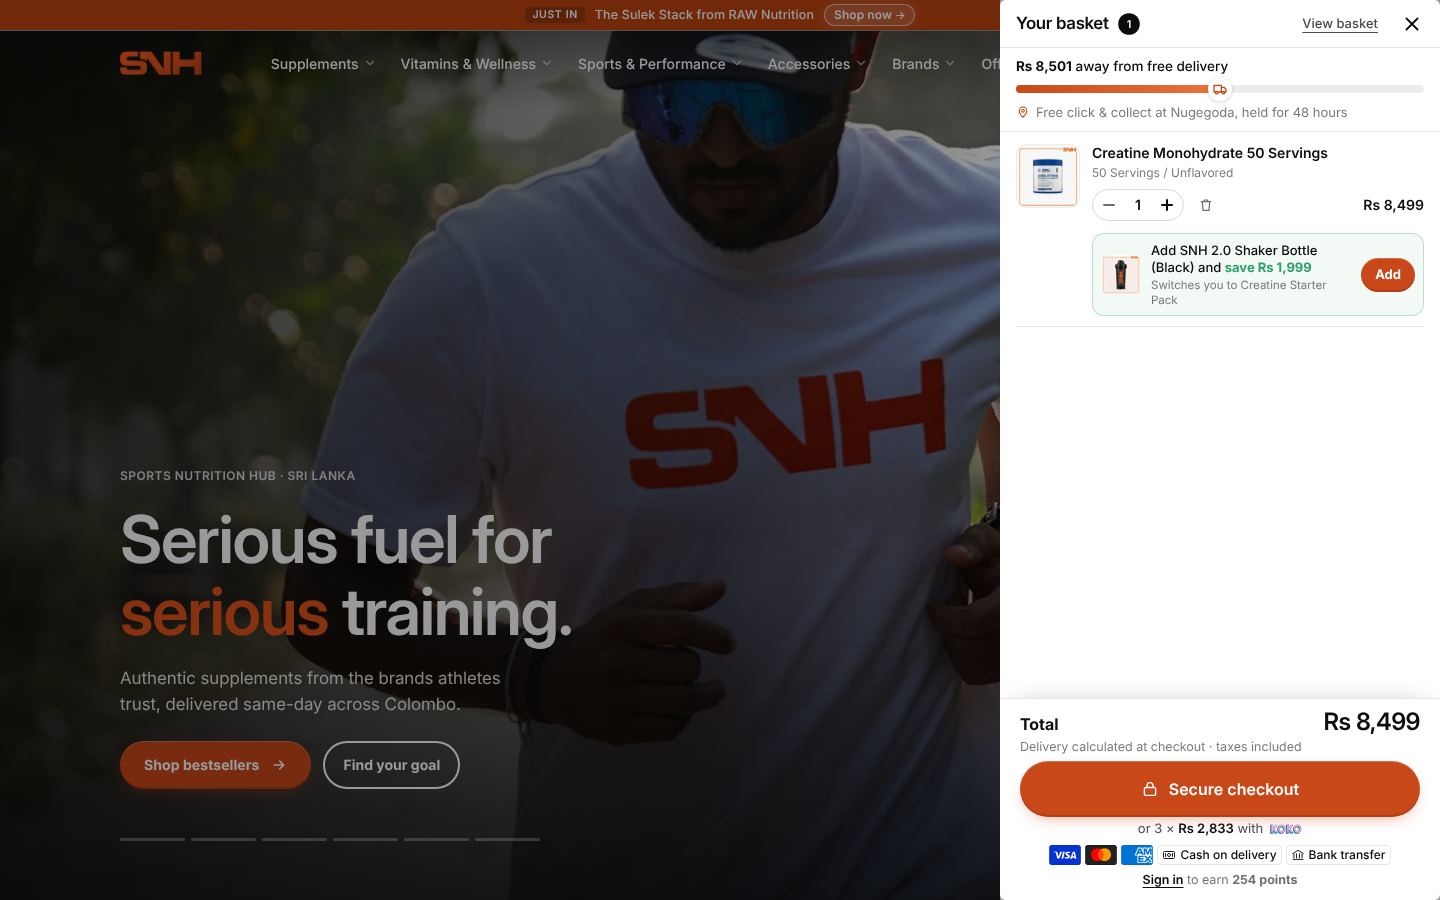 JUST IN The Sulek Stack from RAW Nutrition Shop now →
SNH
Supplements Vitamins & Wellness Sports & Performance Accessories Brands
SNH
SPORTS NUTRITION HUB · SRI LANKA
Serious fuel for
serious training.
Authentic supplements from the brands athletes
trust, delivered same-day across Colombo.
Shop bestsellers →
Find your goal
Your basket 1 View basket
Rs 8,501 away from free delivery
Free click & collect at Nugegoda, held for 48 hours
Creatine Monohydrate 50 Servings
50 Servings / Unflavored
1 Rs 8,499
Add SNH 2.0 Shaker Bottle
(Black) and save Rs 1,999
Switches you to Creatine Starter
Pack
Add
Total Rs 8,499
Delivery calculated at checkout · taxes included
Secure checkout
or 3 × Rs 2,833 with KOKO
VISA AMEX Cash on delivery Bank transfer
Sign in to earn 254 points